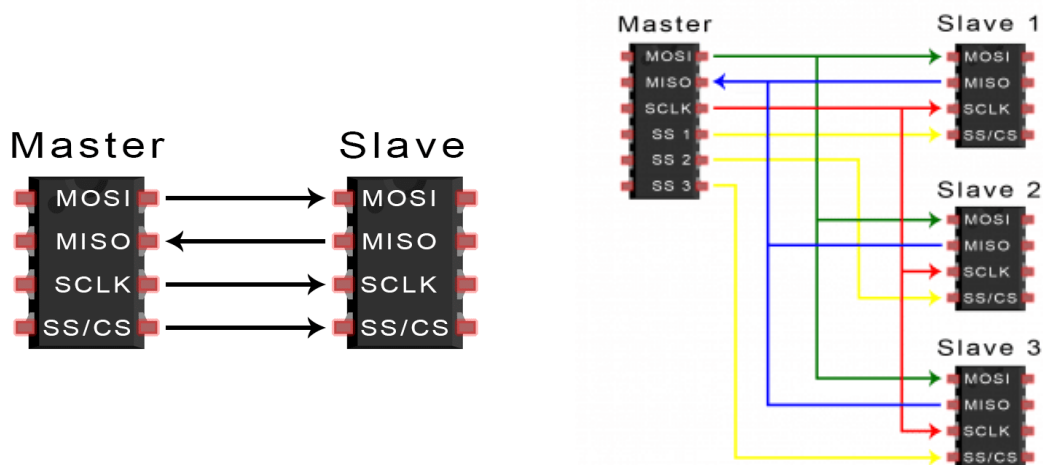 Master
MOSI
MISO
SCLK
SS/CS
Slave
MOSI
MISO
SCLK
SS/CS
Master
MOSI
MISO
SCLK
SS 1
SS 2
SS 3
Slave 1
MOSI
MISO
SCLK
SS/CS
Slave 2
MOSI
MISO
SCLK
SS/CS
Slave 3
MOSI
MISO
SCLK
SS/CS